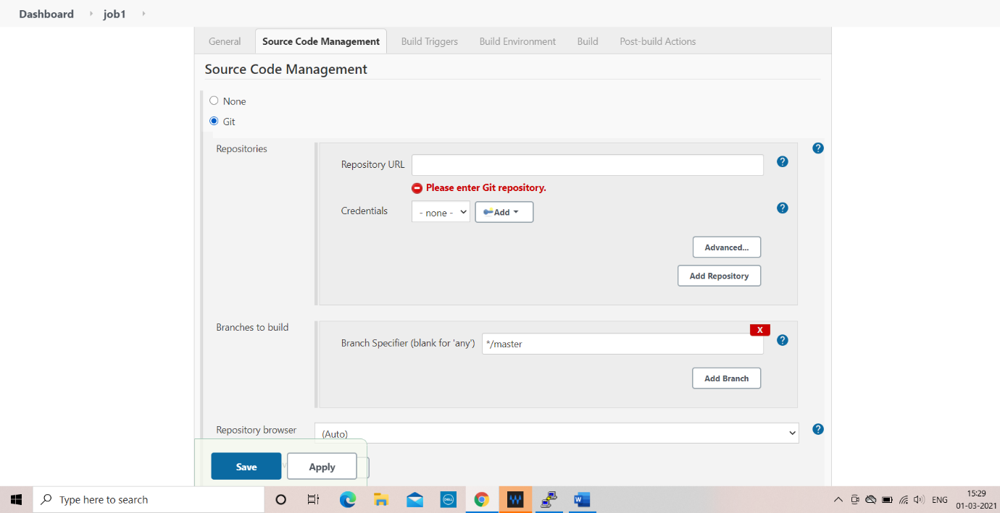 Dashboard job1
General Source Code Management Build Triggers Build Environment Build Post-build Actions
Source Code Management
None
Git
Repositories
?
Repository URL
?
Please enter Git repository.
Credentials - none - Add
?
Advanced...
Add Repository
Branches to build
X
Branch Specifier (blank for 'any') */master
?
Add Branch
Repository browser (Auto)
?
Save Apply
Type here to search
DELL
W
W
ENG
15:29
01-03-2021